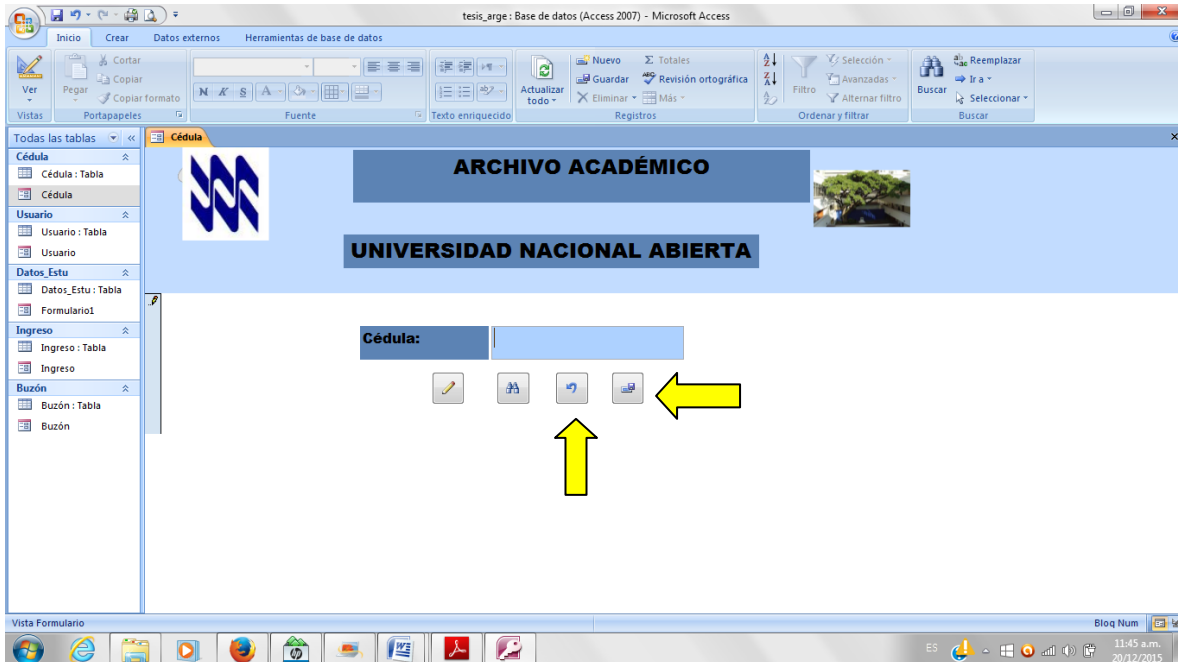 tesis_arge : Base de datos (Access 2007) - Microsoft Access
Inicio Crear Datos externos Herramientas de base de datos
Ver
Pegar
Cortar
Copiar
Copiar formato
N K S A
ab
Actualizar
todo
Nuevo
Guardar
Eliminar
Σ Totales
Revisión ortográfica
Más
Filtro
Selección
Avanzadas
Alternar filtro
Buscar
Reemplazar
Ir a
Seleccionar
Vistas Portapapeles Fuente Texto enriquecido Registros Ordenar y filtrar Buscar
Todas las tablas «
Cédula
Cédula : Tabla
Cédula
Usuario
Usuario : Tabla
Usuario
Datos_Estu
Datos_Estu : Tabla
Formulario1
Ingreso
Ingreso : Tabla
Ingreso
Buzón
Buzón : Tabla
Buzón
Cédula
ARCHIVO ACADÉMICO
UNIVERSIDAD NACIONAL ABIERTA
Cédula:
Vista Formulario Bloq Num
ES 11:45 a.m.
20/12/2015